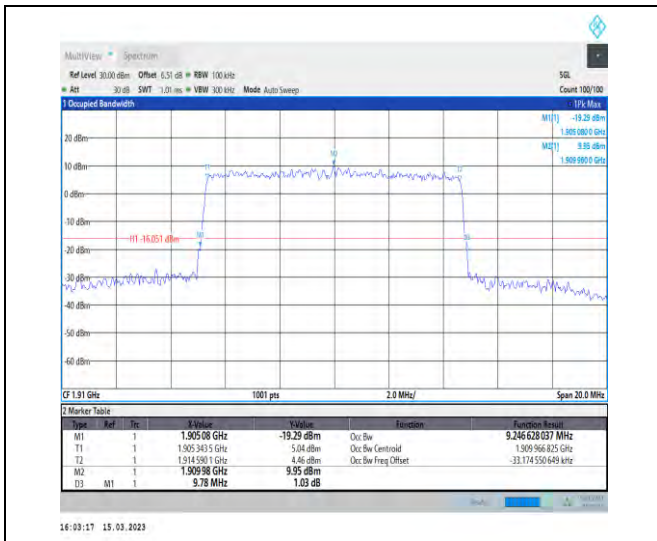 MultiView Spectrum
Ref Level 30.00 dBm Offset 6.51 dB RBW 100 kHz SGL
Att 30 dB SWT 1.01 ms VBW 300 kHz Mode Auto Sweep Count 100/100
1 Occupied Bandwidth 1Pk Max
M1[1] -19.29 dBm
1.905 080 0 GHz
20 dBm
M2[1] 9.95 dBm
1.909 980 0 GHz
M2
T1 T2
10 dBm
0 dBm
-10 dBm
H1 -16.051 dBm
-20 dBm
-30 dBm
-40 dBm
-50 dBm
-60 dBm
CF 1.91 GHz 1001 pts 2.0 MHz/ Span 20.0 MHz
2 Marker Table
Type Ref Trc X-Value Y-Value Function Function Result
M1 1 1.905 08 GHz -19.29 dBm Occ Bw 9.246 628 037 MHz
T1 1 1.905 343 5 GHz 5.04 dBm Occ Bw Centroid 1.909 966 825 GHz
T2 1 1.914 590 1 GHz 4.46 dBm Occ Bw Freq Offset -33.174 550 649 kHz
M2 1 1.909 98 GHz 9.95 dBm
D3 M1 1 9.78 MHz 1.03 dB
16:03:17 15.03.2023